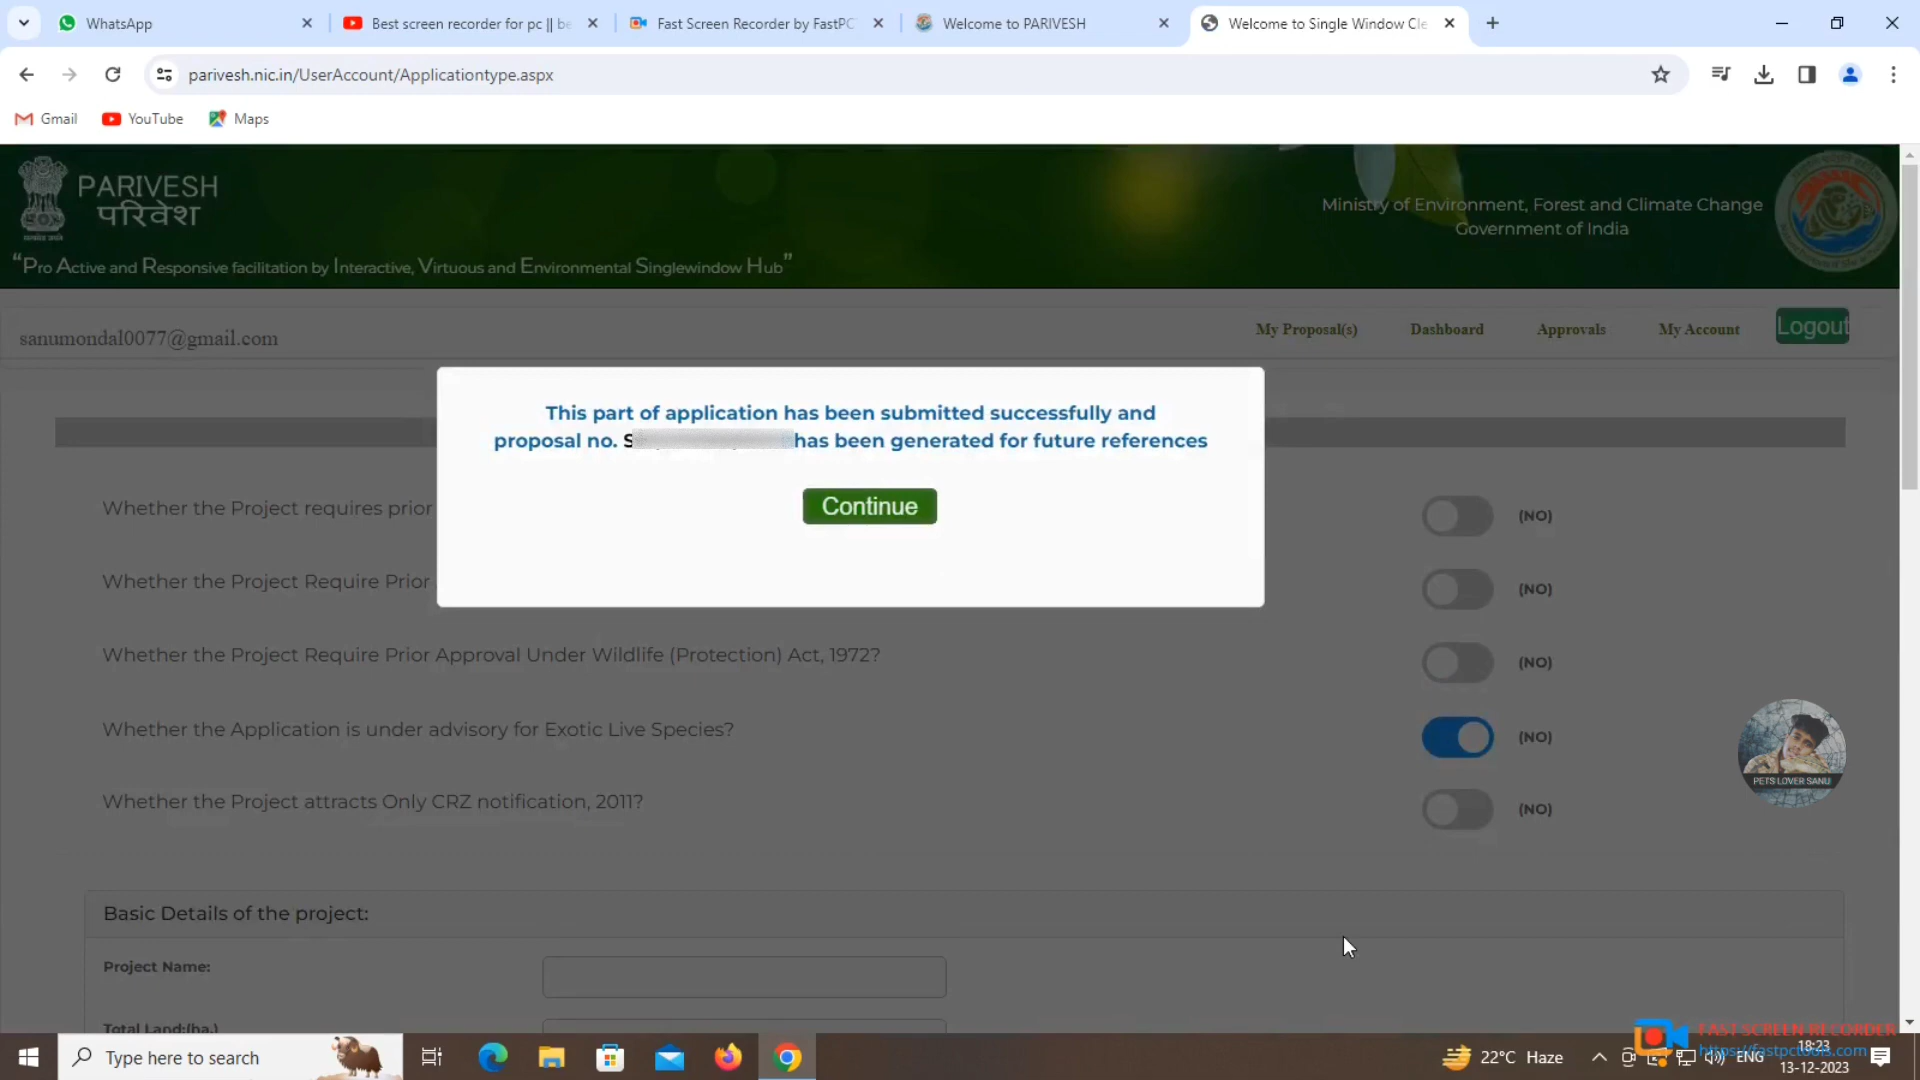 WhatsApp
Best screen recorder for pc || be
Fast Screen Recorder by FastPC
Welcome to PARIVESH
Welcome to Single Window Cle
parivesh.nic.in/UserAccount/Applicationtype.aspx
Gmail
YouTube
Maps
PARIVESH
परिवेश
"Pro Active and Responsive facilitation by Interactive, Virtuous and Environmental Singlewindow Hub"
Ministry of Environment, Forest and Climate Change
Government of India
sanumondal0077@gmail.com
My Proposal(s)
Dashboard
Approvals
My Account
Logout
This part of application has been submitted successfully and
proposal no. S has been generated for future references
Continue
Whether the Project requires prior
(NO)
Whether the Project Require Prior
(NO)
Whether the Project Require Prior Approval Under Wildlife (Protection) Act, 1972?
(NO)
Whether the Application is under advisory for Exotic Live Species?
(NO)
PETS LOVER SANU
Whether the Project attracts Only CRZ notification, 2011?
(NO)
Basic Details of the project:
Project Name:
Total Land:(ha.)
FAST SCREEN RECORDER
https://fastpctools.com
Type here to search
22°C Haze
ENG
18:23
13-12-2023